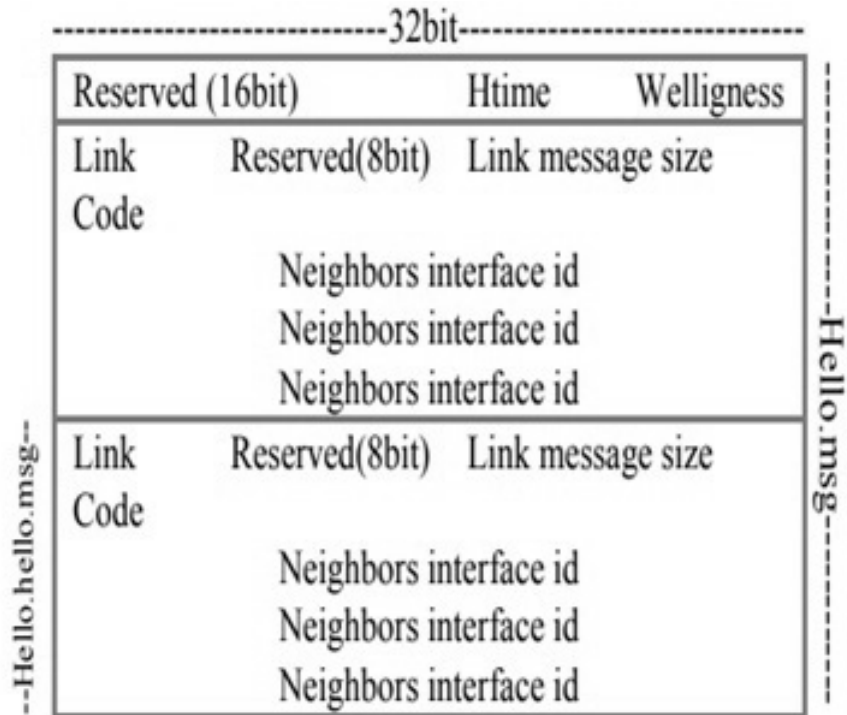 -----------------------------32bit------------------------------
Reserved (16bit) Htime Welligness
Link Reserved(8bit) Link message size
Code
Neighbors interface id
Neighbors interface id
Neighbors interface id
Link Reserved(8bit) Link message size
Code
Neighbors interface id
Neighbors interface id
Neighbors interface id
--Hello.hello.msg--
-----------------Hello.msg-------------